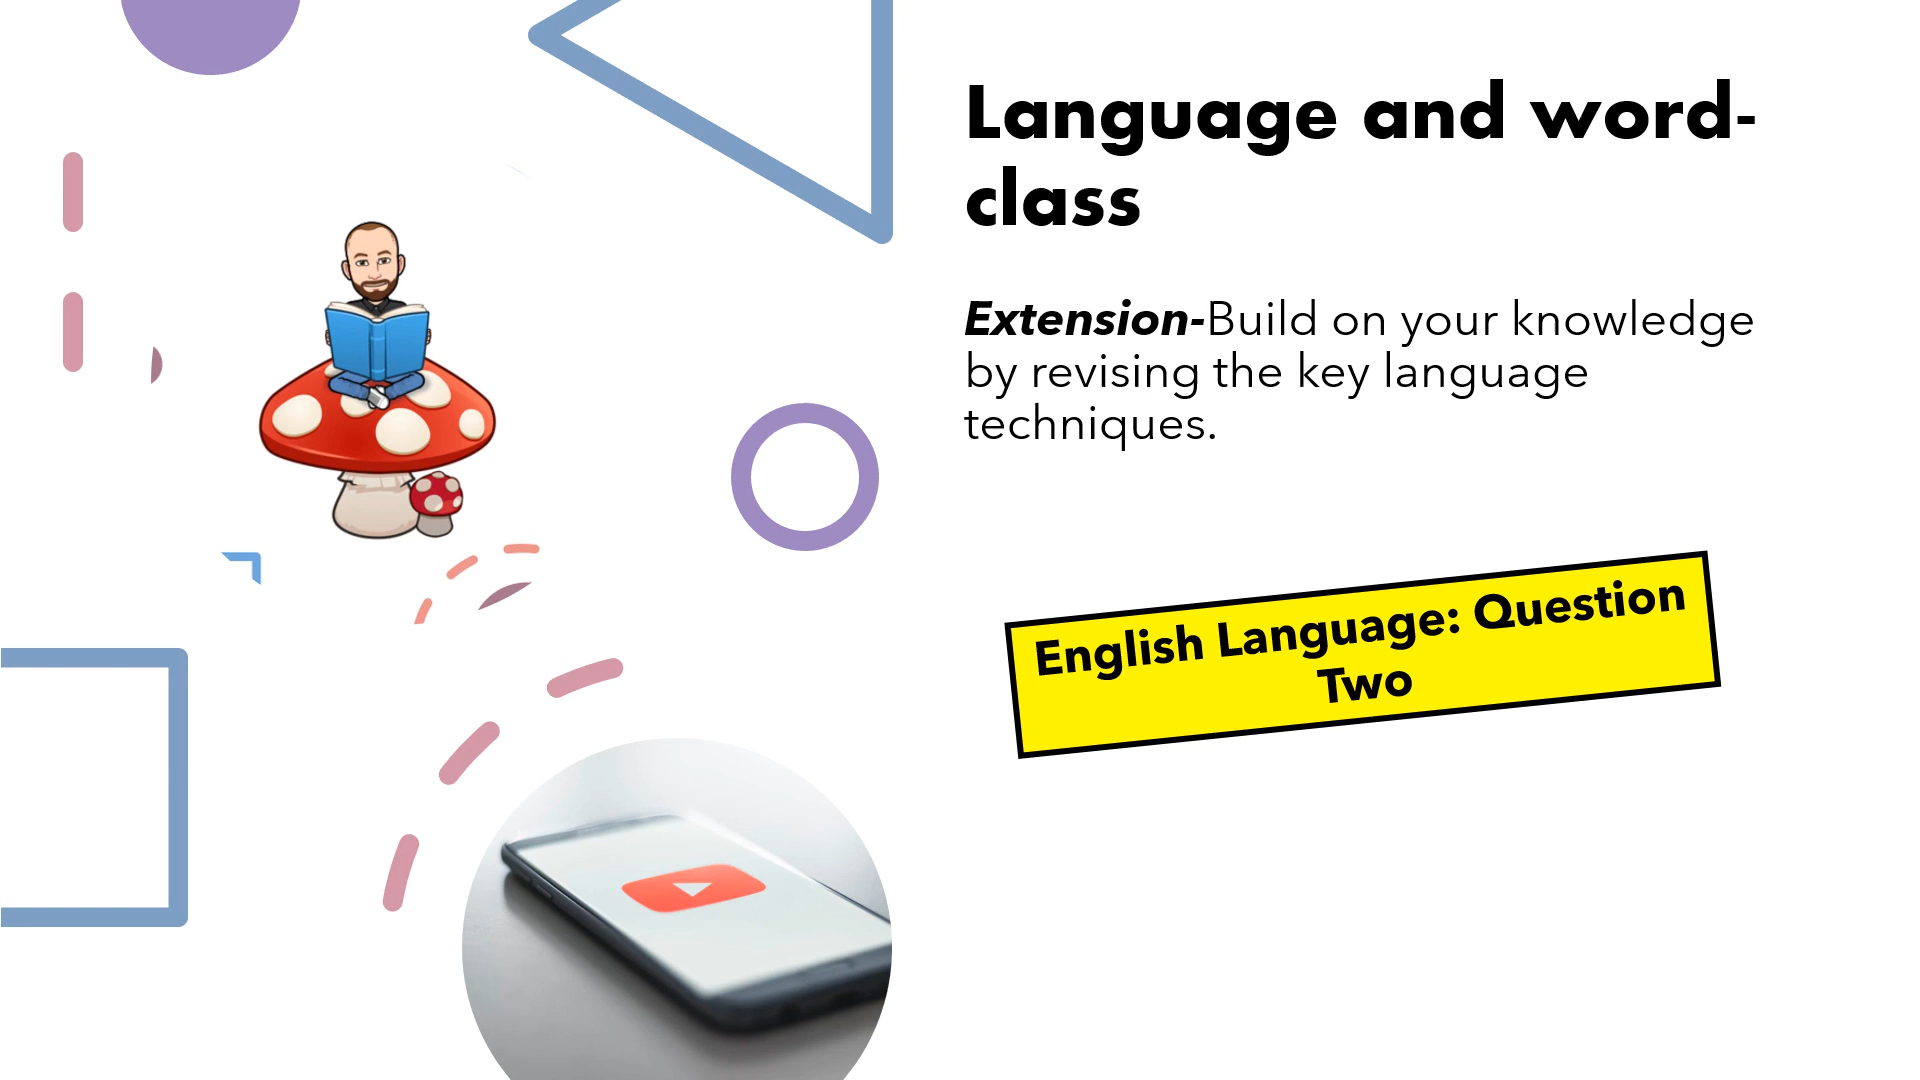 Language and word-
class
Extension-Build on your knowledge
by revising the key language
techniques.
English Language: Question
Two